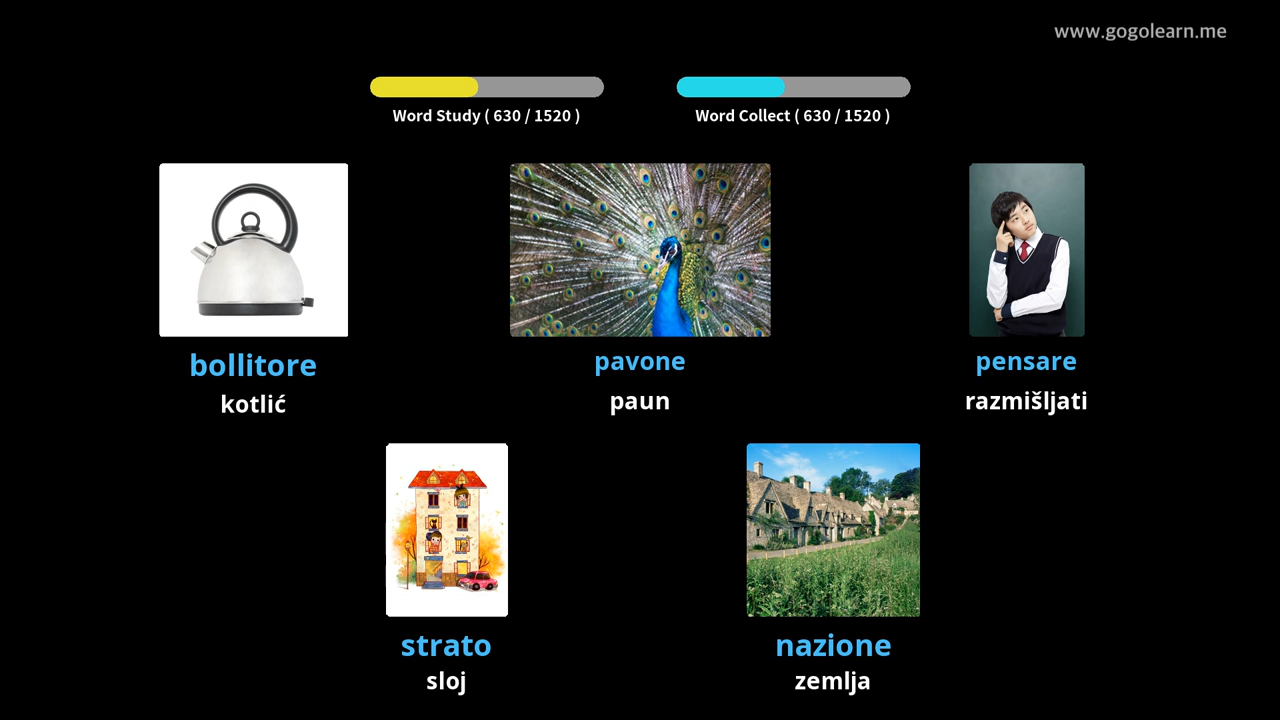 www.gogolearn.me
Word Study ( 630 / 1520 )
Word Collect ( 630 / 1520 )
bollitore
kotlić
pavone
paun
pensare
razmišljati
strato
sloj
nazione
zemlja